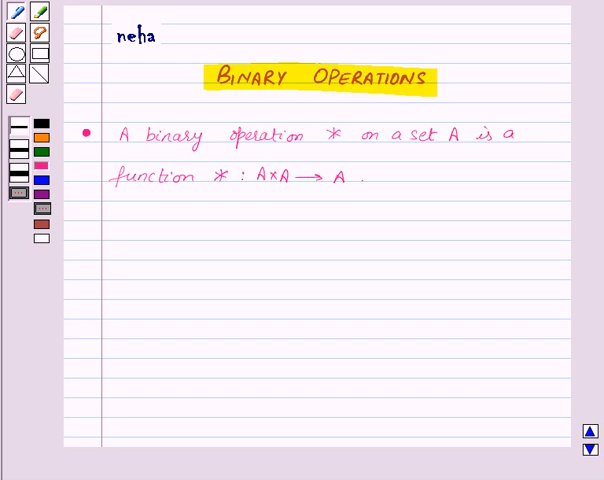 neha
BINARY OPERATIONS
• A binary operation * on a set A is a
function * : A×A ⟶ A .